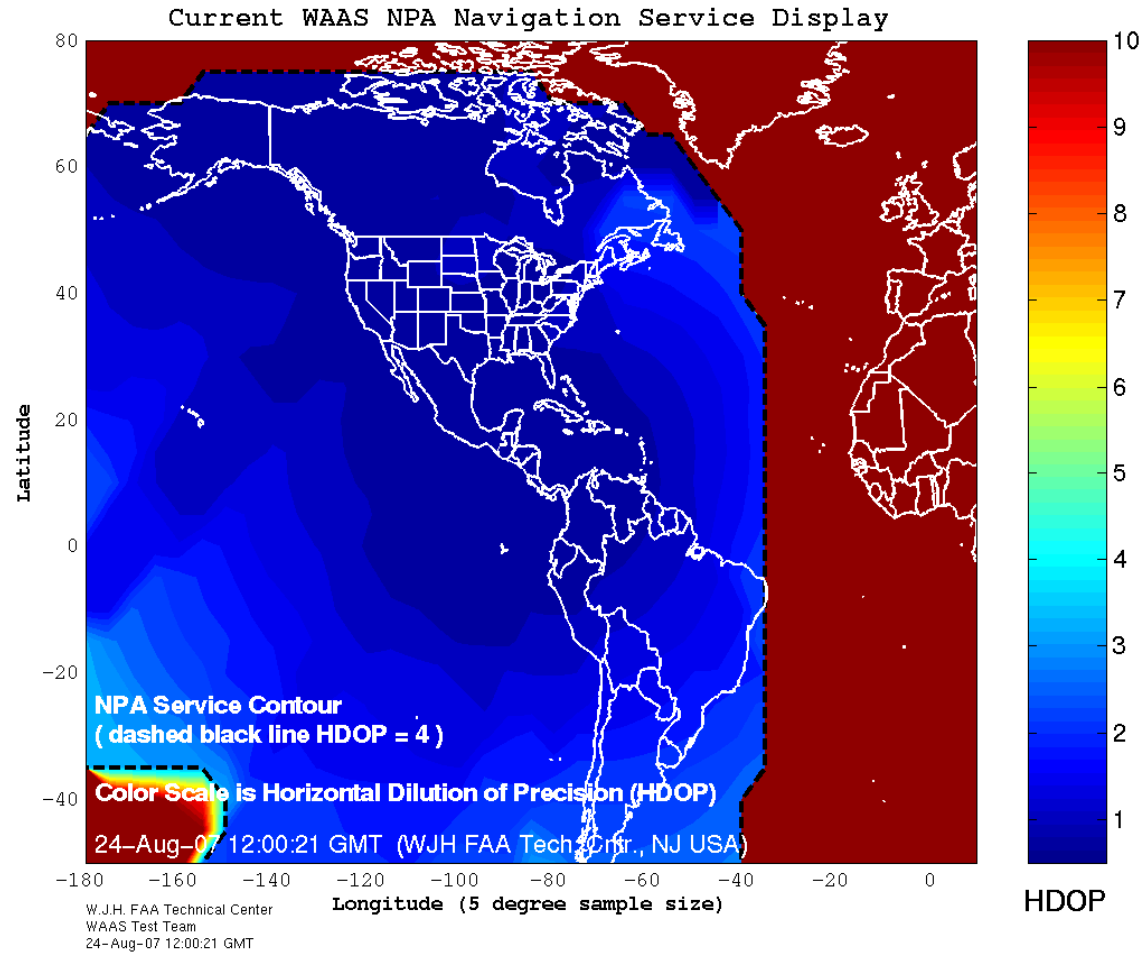 Current WAAS NPA Navigation Service Display
80
60
40
20
0
-20
-40
Latitude
NPA Service Contour
( dashed black line HDOP = 4 )
Color Scale is Horizontal Dilution of Precision (HDOP)
24-Aug-07 12:00:21 GMT (WJH FAA Tech. Cntr., NJ USA)
-180 -160 -140 -120 -100 -80 -60 -40 -20 0
Longitude (5 degree sample size)
W.J.H. FAA Technical Center
WAAS Test Team
24-Aug-07 12:00:21 GMT
10
9
8
7
6
5
4
3
2
1
HDOP